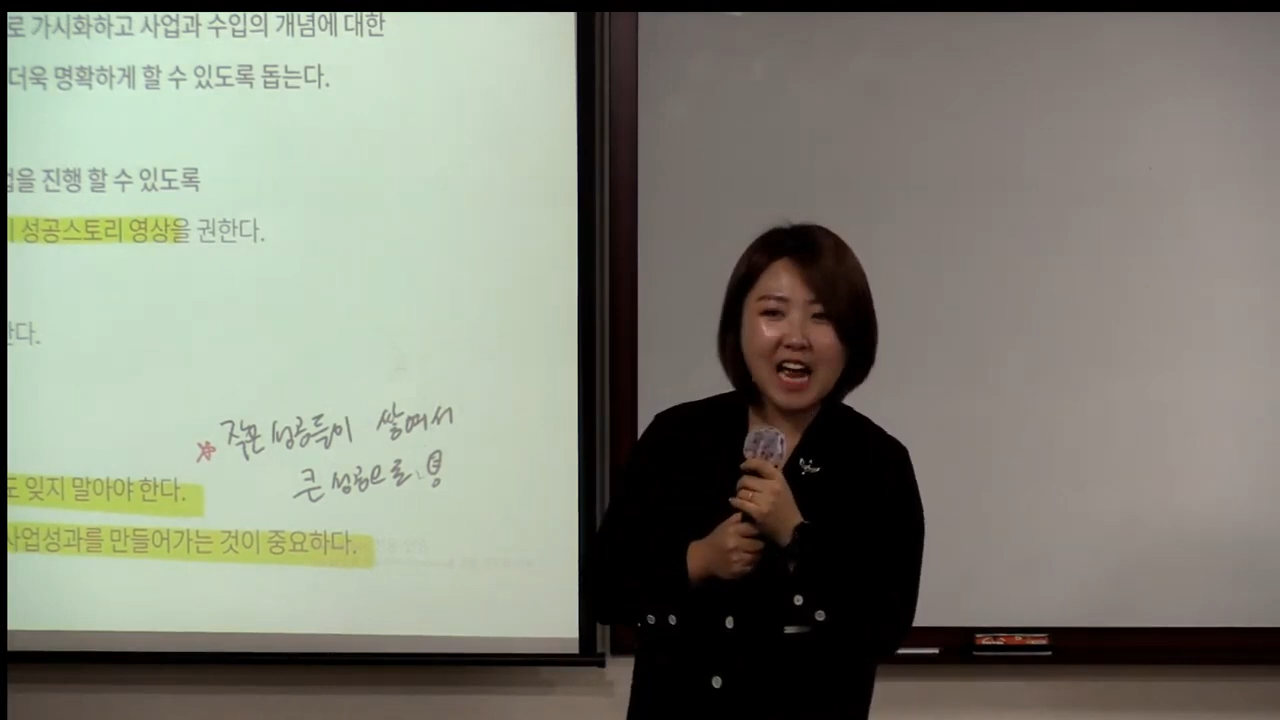 로 가시화하고 사업과 수입의 개념에 대한
더욱 명확하게 할 수 있도록 돕는다.
을 진행 할 수 있도록
성공스토리 영상을 권한다.
한다.
작은 성공들이 쌓여서
큰 성공으로
도 잊지 말아야 한다.
사업성과를 만들어가는 것이 중요하다.